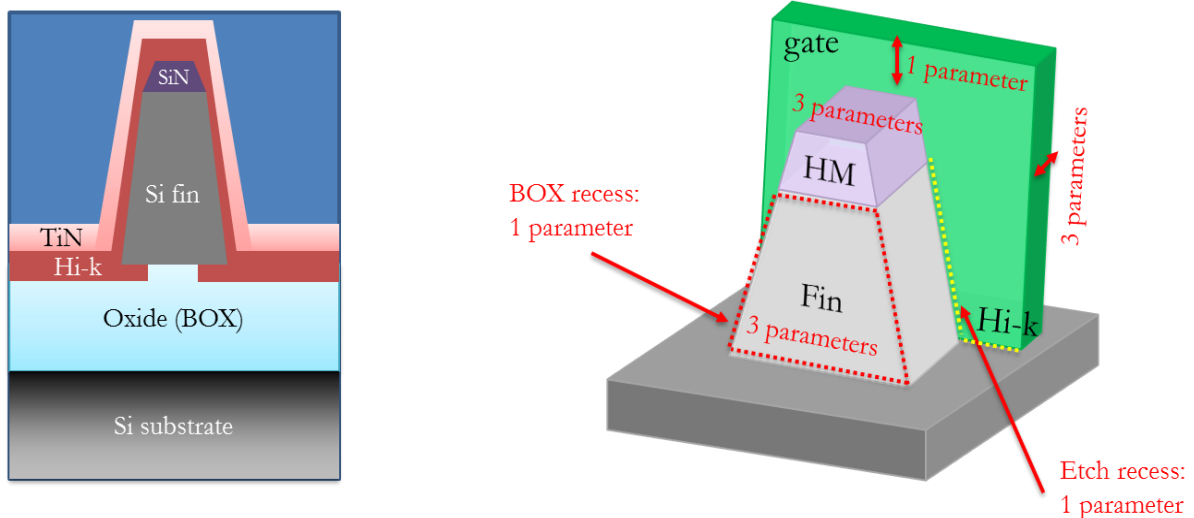 SiN
Si fin
TiN
Hi-k
Oxide (BOX)
Si substrate
gate
1 parameter
3 parameters
HM
3 parameters
BOX recess:
1 parameter
Fin
3 parameters
Hi-k
Etch recess:
1 parameter